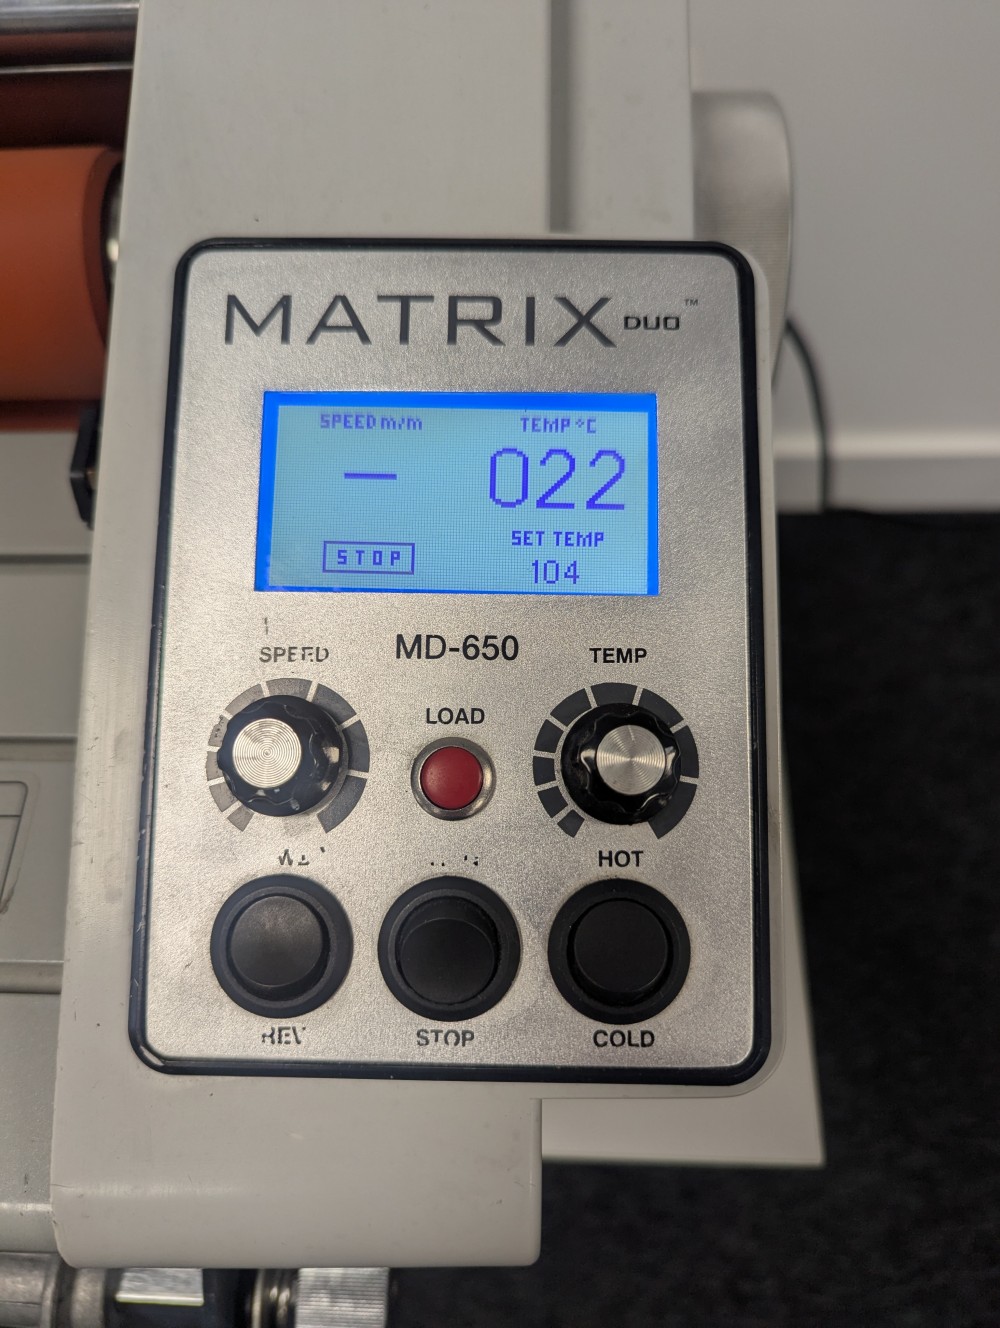 MATRIX DUO™
SPEED m/m TEMP °C
– 022
STOP
SET TEMP
104
SPEED MD-650 TEMP
LOAD
HOT
REV STOP COLD